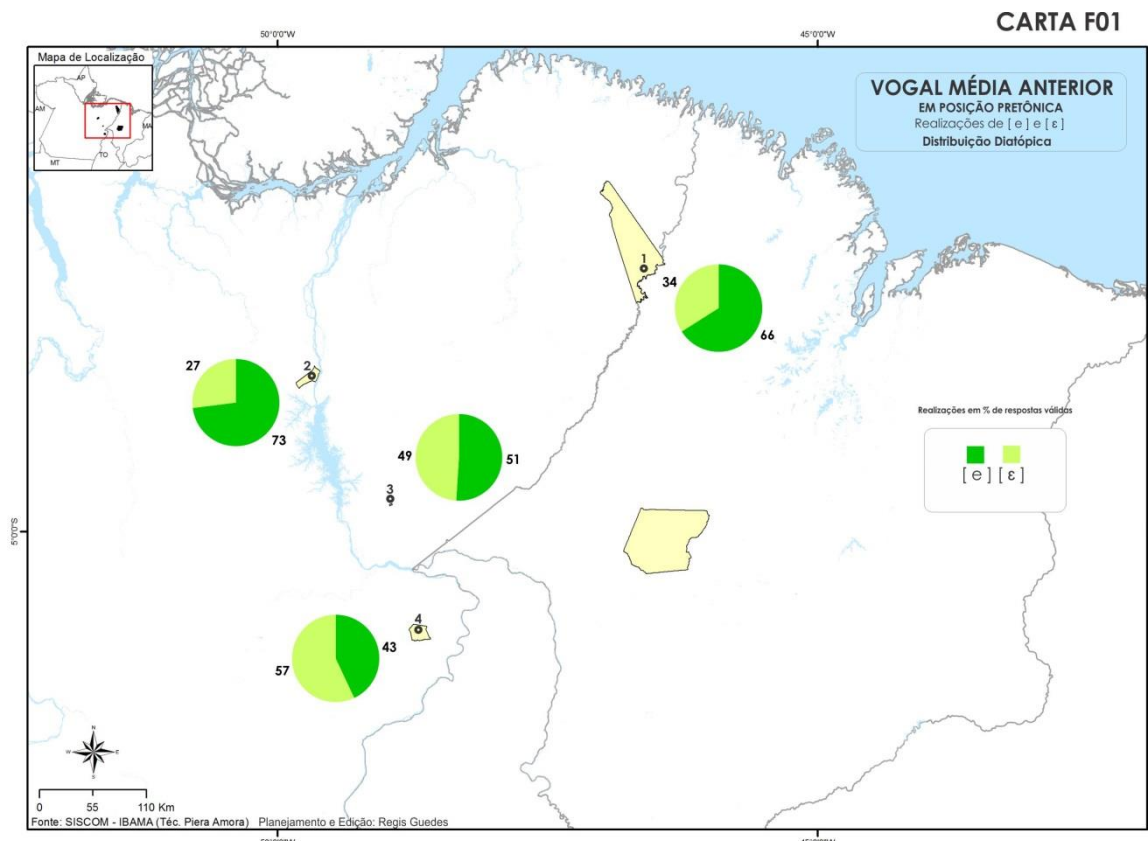 CARTA F01
50°0'0"W
45°0'0"W
Mapa de Localização
AP
AM
MA
TO
MT
VOGAL MÉDIA ANTERIOR
EM POSIÇÃO PRETÔNICA
Realizações de [ e ] e [ ɛ ]
Distribuição Diatópica
1
34
66
2
27
73
49
51
3
Realizações em % de respostas válidas
[ e ] [ ɛ ]
5°0'0"S
4
43
57
N
W
E
S
0 55 110 Km
Fonte: SISCOM - IBAMA (Téc. Piera Amora) Planejamento e Edição: Regis Guedes